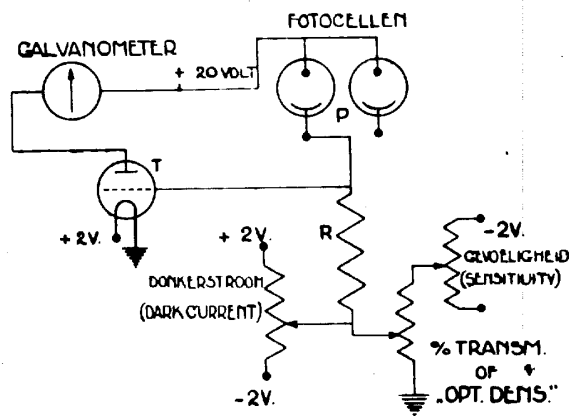 FOTOCELLEN
GALVANOMETER
+ 20 VOLT
P
T
+ 2V.
+ 2V.
R
-2V.
GEVOELIGHEID
(SENSITIVITY)
DONKERSTROOM
(DARK CURRENT)
% TRANSM.
OF
„OPT. DENS.”
-2V.